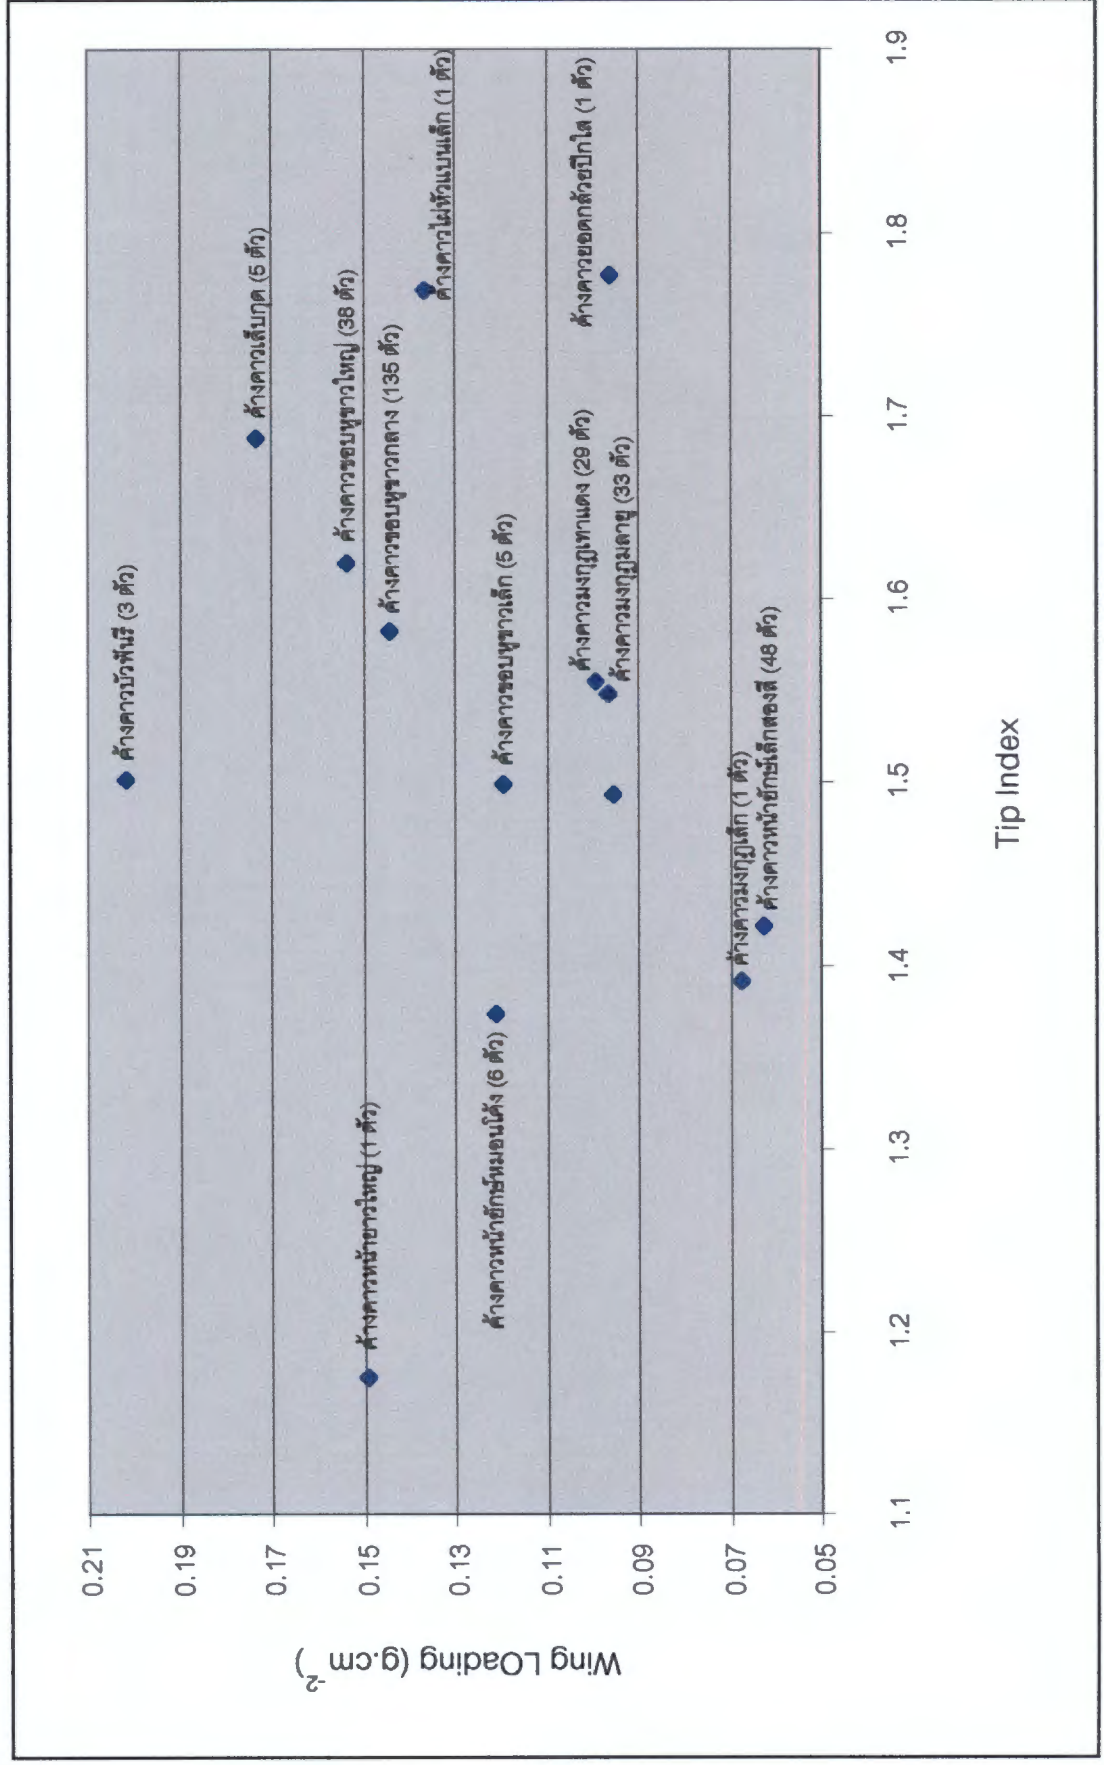 Wing LOading (g.cm⁻²)
0.21
0.19
0.17
0.15
0.13
0.11
0.09
0.07
0.05
ค้างคาวบัวฟันรี (3 ตัว)
ค้างคาวเล็บกุด (5 ตัว)
ค้างคาวขอบหูขาวใหญ่ (38 ตัว)
ค้างคาวหน้ายาวใหญ่ (1 ตัว)
ค้างคาวขอบหูขาวกลาง (135 ตัว)
ค้างคาวไผ่หัวแบนเล็ก (1 ตัว)
ค้างคาวหน้ายักษ์หมอนโค้ง (6 ตัว)
ค้างคาวขอบหูขาวเล็ก (5 ตัว)
ค้างคาวยอดกล้วยปีกใส (1 ตัว)
ค้างคาวมงกุฎเทาแดง (29 ตัว)
ค้างคาวมงกุฎมลายู (33 ตัว)
ค้างคาวมงกุฎเล็ก (1 ตัว)
ค้างคาวหน้ายักษ์เล็กสองสี (48 ตัว)
1.1 1.2 1.3 1.4 1.5 1.6 1.7 1.8 1.9
Tip Index